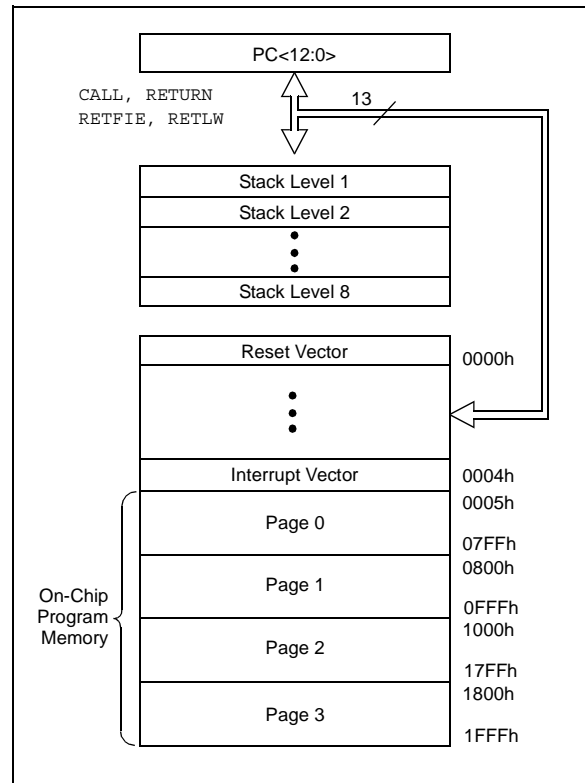 PC<12:0>
CALL, RETURN
RETFIE, RETLW
13
Stack Level 1
Stack Level 2
Stack Level 8
Reset Vector
0000h
Interrupt Vector
0004h
0005h
Page 0
07FFh
0800h
Page 1
On-Chip
Program
Memory
0FFFh
1000h
Page 2
17FFh
1800h
Page 3
1FFFh